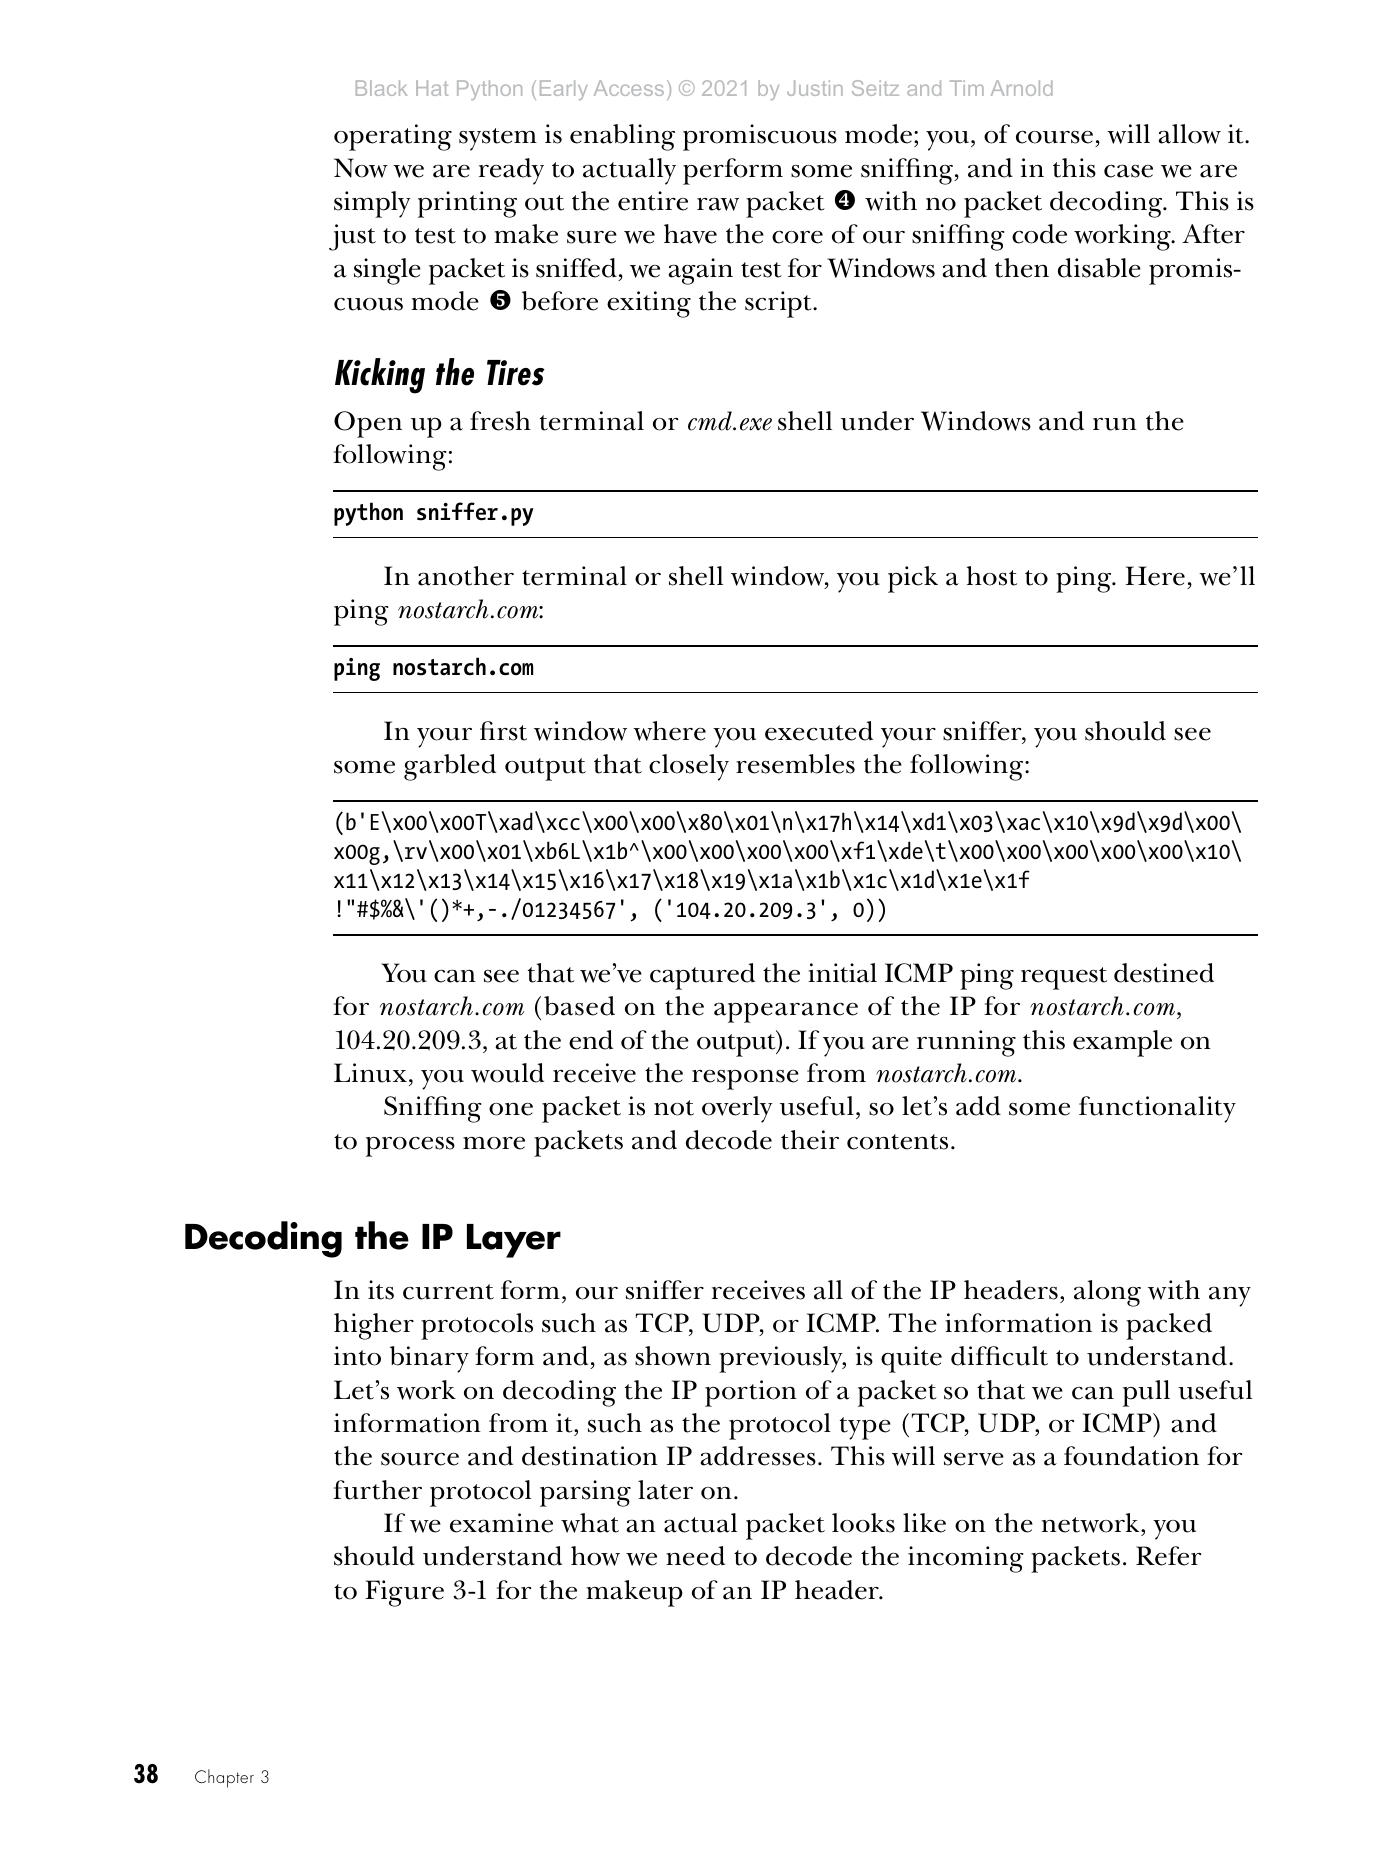 Black Hat Python (Early Access) © 2021 by Justin Seitz and Tim Arnold
operating system is enabling promiscuous mode; you, of course, will allow it.
Now we are ready to actually perform some sniffing, and in this case we are
simply printing out the entire raw packet ❹ with no packet decoding. This is
just to test to make sure we have the core of our sniffing code working. After
a single packet is sniffed, we again test for Windows and then disable promis-
cuous mode ❺ before exiting the script.
Kicking the Tires
Open up a fresh terminal or cmd.exe shell under Windows and run the
following:
python sniffer.py
In another terminal or shell window, you pick a host to ping. Here, we’ll
ping nostarch.com:
ping nostarch.com
In your first window where you executed your sniffer, you should see
some garbled output that closely resembles the following:
(b'E\x00\x00T\xad\xcc\x00\x00\x80\x01\n\x17h\x14\xd1\x03\xac\x10\x9d\x9d\x00\
x00g,\rv\x00\x01\xb6L\x1b^\x00\x00\x00\x00\xf1\xde\t\x00\x00\x00\x00\x00\x10\
x11\x12\x13\x14\x15\x16\x17\x18\x19\x1a\x1b\x1c\x1d\x1e\x1f
!"#$%&\'()*+,-./01234567', ('104.20.209.3', 0))
You can see that we’ve captured the initial ICMP ping request destined
for nostarch.com (based on the appearance of the IP for nostarch.com,
104.20.209.3, at the end of the output). If you are running this example on
Linux, you would receive the response from nostarch.com.
Sniffing one packet is not overly useful, so let’s add some functionality
to process more packets and decode their contents.
Decoding the IP Layer
In its current form, our sniffer receives all of the IP headers, along with any
higher protocols such as TCP, UDP, or ICMP. The information is packed
into binary form and, as shown previously, is quite difficult to understand.
Let’s work on decoding the IP portion of a packet so that we can pull useful
information from it, such as the protocol type (TCP, UDP, or ICMP) and
the source and destination IP addresses. This will serve as a foundation for
further protocol parsing later on.
If we examine what an actual packet looks like on the network, you
should understand how we need to decode the incoming packets. Refer
to Figure 3-1 for the makeup of an IP header.
38 Chapter 3